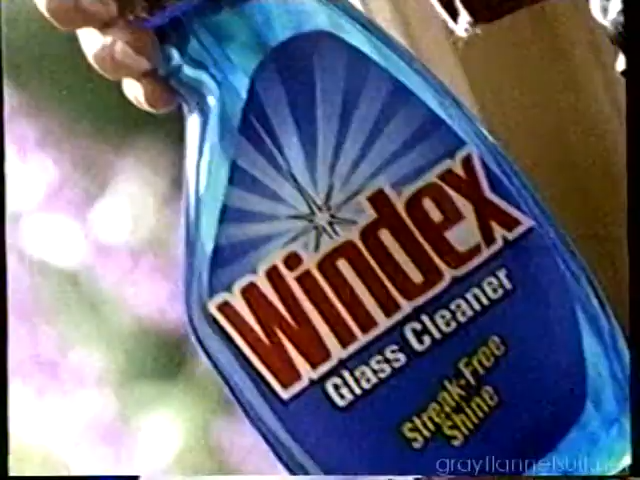 Windex
Glass Cleaner
Streak-Free
Shine
grayflannelsuit.net